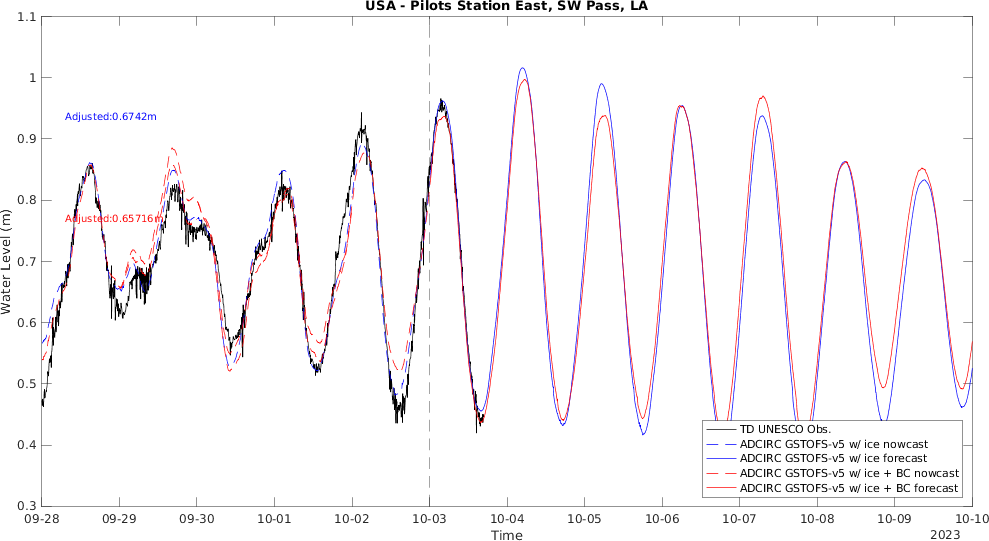 USA - Pilots Station East, SW Pass, LA
1.1
1
0.9
0.8
0.7
0.6
0.5
0.4
0.3
Water Level (m)
Adjusted:0.6742m
Adjusted:0.65716m
TD UNESCO Obs.
ADCIRC GSTOFS-v5 w/ ice nowcast
ADCIRC GSTOFS-v5 w/ ice forecast
ADCIRC GSTOFS-v5 w/ ice + BC nowcast
ADCIRC GSTOFS-v5 w/ ice + BC forecast
09-28 09-29 09-30 10-01 10-02 10-03 10-04 10-05 10-06 10-07 10-08 10-09 10-10
Time
2023